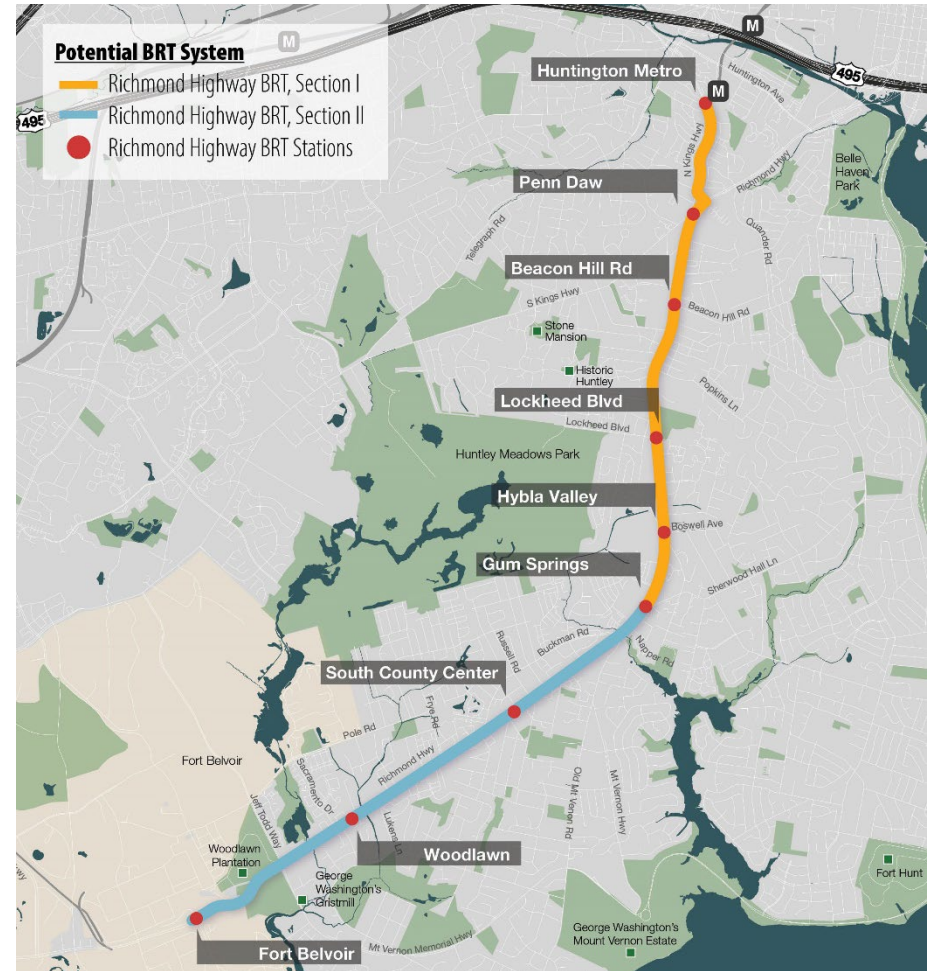 Potential BRT System
Richmond Highway BRT, Section I
Richmond Highway BRT, Section II
Richmond Highway BRT Stations
M
M
M
495
495
Huntington Metro
Huntington Ave
N Kings Hwy
Richmond Hwy
Belle
Haven
Park
Penn Daw
Telegraph Rd
Quander
Rd
Beacon Hill Rd
S Kings Hwy
Beacon Hill Rd
Stone
Mansion
Historic
Huntley
Popkins Ln
Lockheed Blvd
Lockheed Blvd
Huntley Meadows Park
Hybla Valley
Boswell Ave
Gum Springs
Sherwood Hall Ln
Russell Rd
Buckman Rd
Napper Rd
South County Center
Frye Rd
Pole Rd
Richmond Hwy
Fort Belvoir
Sacramento Dr
Jeff Todd Way
Old Mt Vernon Rd
Mt Vernon Hwy
Lukens Ln
Woodlawn
Woodlawn
Plantation
George
Washington's
Gristmill
Fort Hunt
Fort Belvoir
Mt Vernon Memorial Hwy
George Washington's
Mount Vernon Estate